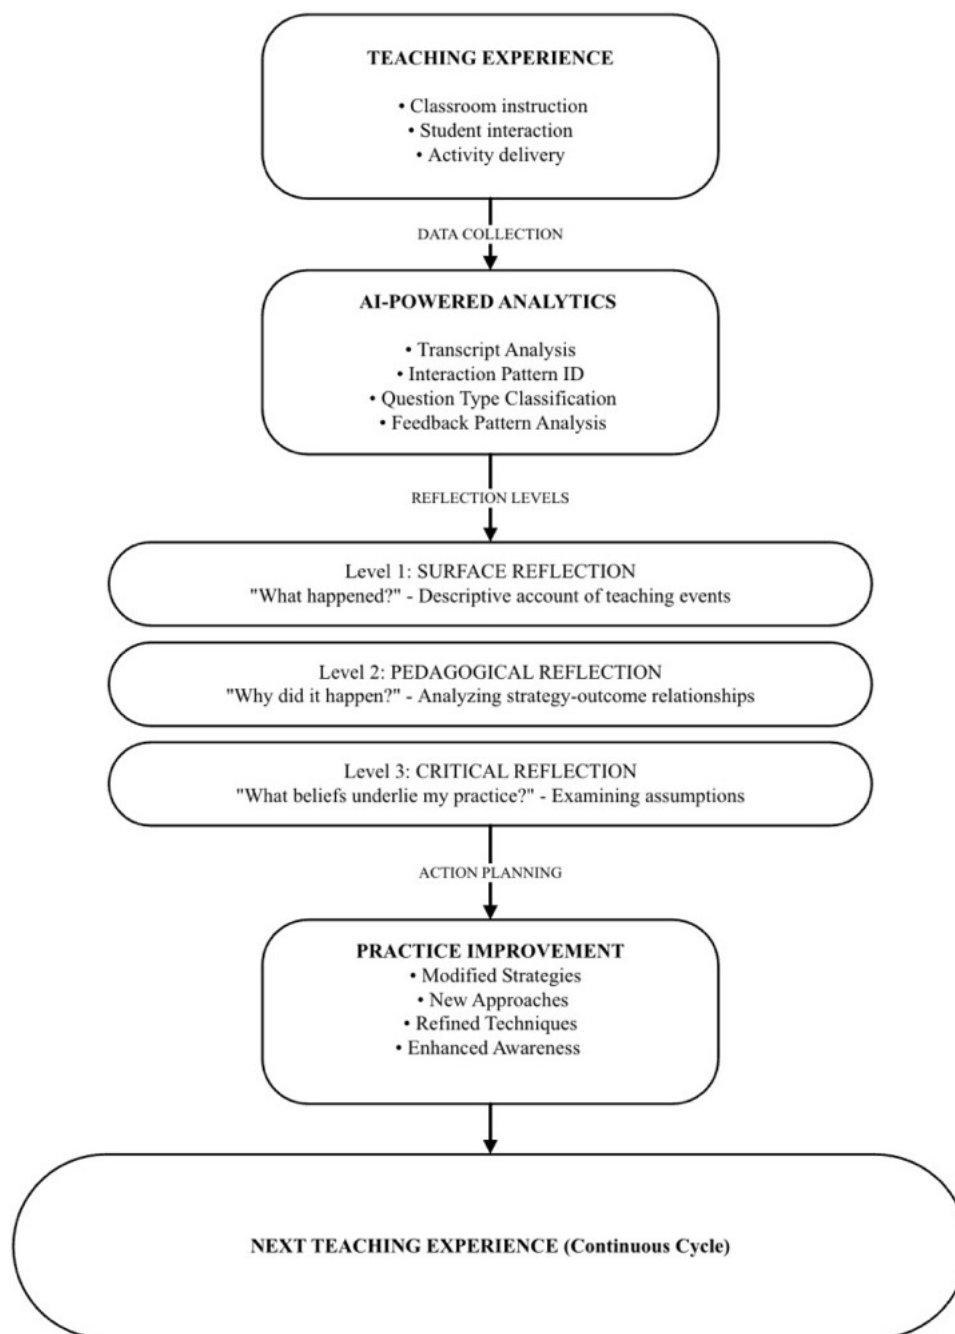 TEACHING EXPERIENCE
• Classroom instruction
• Student interaction
• Activity delivery
DATA COLLECTION
AI-POWERED ANALYTICS
• Transcript Analysis
• Interaction Pattern ID
• Question Type Classification
• Feedback Pattern Analysis
REFLECTION LEVELS
Level 1: SURFACE REFLECTION
"What happened?" - Descriptive account of teaching events
Level 2: PEDAGOGICAL REFLECTION
"Why did it happen?" - Analyzing strategy-outcome relationships
Level 3: CRITICAL REFLECTION
"What beliefs underlie my practice?" - Examining assumptions
ACTION PLANNING
PRACTICE IMPROVEMENT
• Modified Strategies
• New Approaches
• Refined Techniques
• Enhanced Awareness
NEXT TEACHING EXPERIENCE (Continuous Cycle)